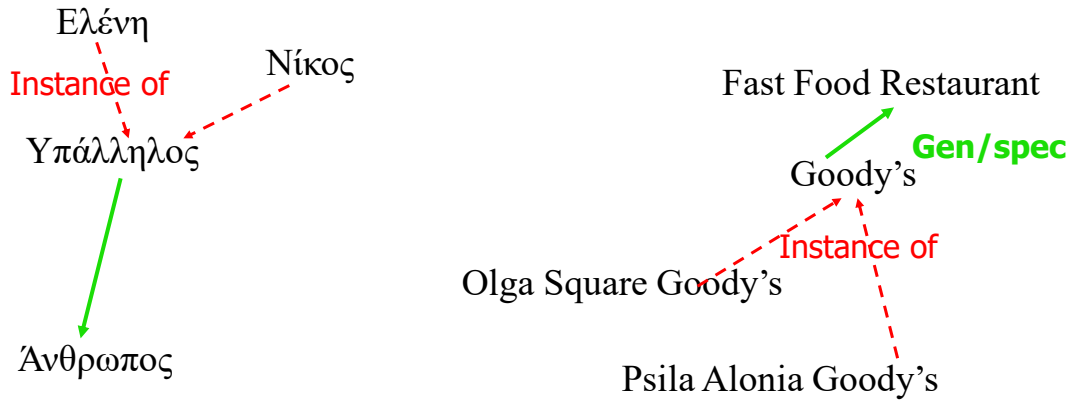 Ελένη
Νίκος
Instance of
Υπάλληλος
Άνθρωπος
Fast Food Restaurant
Gen/spec
Goody’s
Instance of
Olga Square Goody’s
Psila Alonia Goody’s